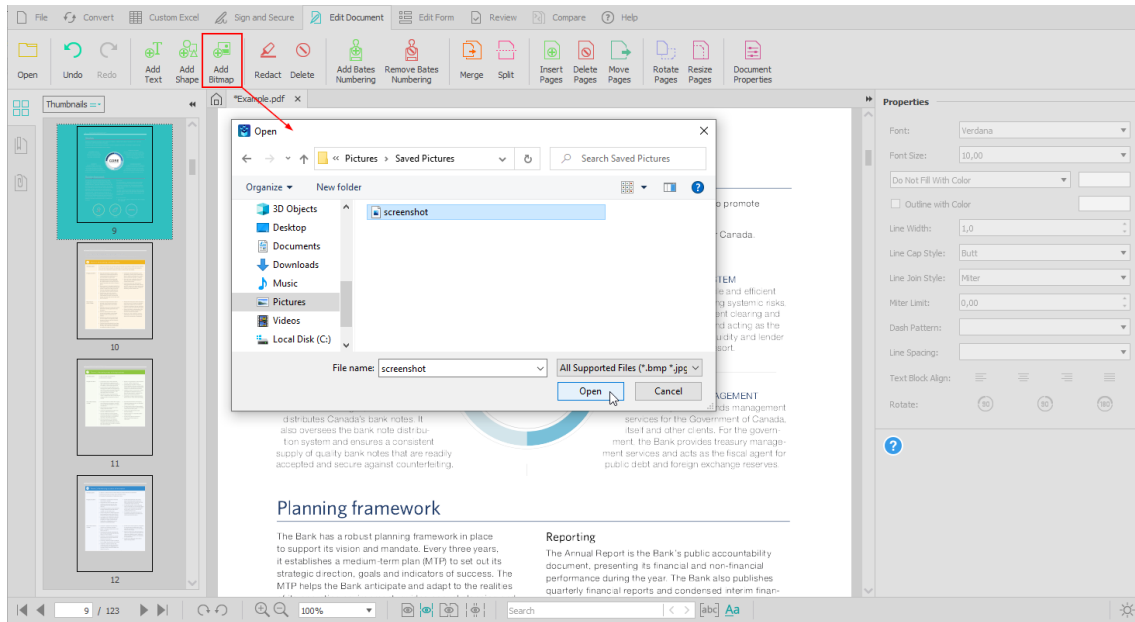 File Convert Custom Excel Sign and Secure Edit Document Edit Form Review Compare Help
Open Undo Redo Add Text Add Shape Add Bitmap Redact Delete Add Bates Numbering Remove Bates Numbering Merge Split Insert Pages Delete Pages Move Pages Rotate Pages Resize Pages Document Properties
Thumbnails
*Example.pdf
9
10
11
12
Open
« Pictures › Saved Pictures
Search Saved Pictures
Organize
New folder
3D Objects
Desktop
Documents
Downloads
Music
Pictures
Videos
Local Disk (C:)
screenshot
File name: screenshot
All Supported Files (*.bmp *.jpg
Open
Cancel
o promote
Canada.
TEM
e and efficient
ng systemic risks.
ent clearing and
nd acting as the
uidity and lender
sort.
distributes Canada's bank notes. It
also oversees the bank note distribu-
tion system and ensures a consistent
supply of quality bank notes that are readily
accepted and secure against counterfeiting.
AGEMENT
ds management
services for the Government of Canada,
itself and other clients. For the govern-
ment, the Bank provides treasury manage-
ment services and acts as the fiscal agent for
public debt and foreign exchange reserves.
Planning framework
The Bank has a robust planning framework in place
to support its vision and mandate. Every three years,
it establishes a medium-term plan (MTP) to set out its
strategic direction, goals and indicators of success. The
MTP helps the Bank anticipate and adapt to the realities
Reporting
The Annual Report is the Bank's public accountability
document, presenting its financial and non-financial
performance during the year. The Bank also publishes
quarterly financial reports and condensed interim finan-
Properties
Font: Verdana
Font Size: 10,00
Do Not Fill With Color
Outline with Color
Line Width: 1,0
Line Cap Style: Butt
Line Join Style: Miter
Miter Limit: 0,00
Dash Pattern:
Line Spacing:
Text Block Align:
Rotate: 90 90 180
9 / 123
100%
Search
abc Aa